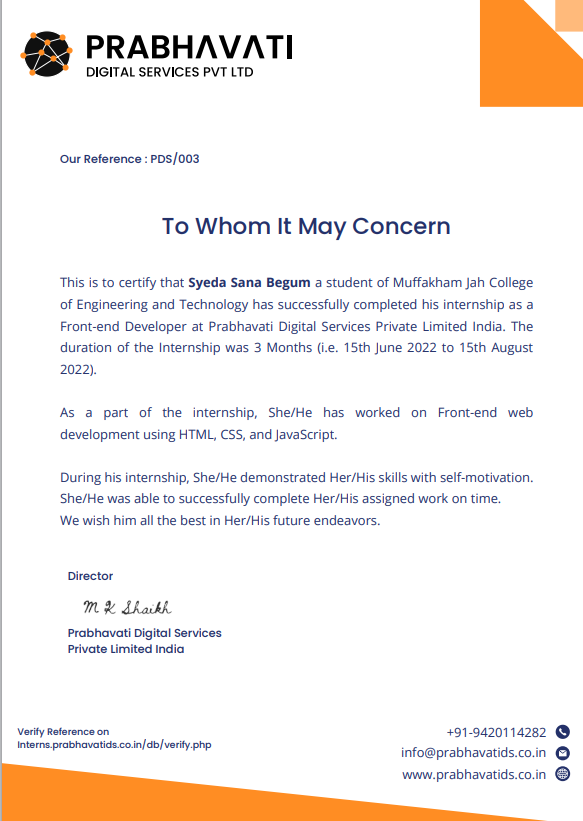 PRABHAVATI
DIGITAL SERVICES PVT LTD
Our Reference : PDS/003
To Whom It May Concern
This is to certify that Syeda Sana Begum a student of Muffakham Jah College
of Engineering and Technology has successfully completed his internship as a
Front-end Developer at Prabhavati Digital Services Private Limited India. The
duration of the Internship was 3 Months (i.e. 15th June 2022 to 15th August
2022).
As a part of the internship, She/He has worked on Front-end web
development using HTML, CSS, and JavaScript.
During his internship, She/He demonstrated Her/His skills with self-motivation.
She/He was able to successfully complete Her/His assigned work on time.
We wish him all the best in Her/His future endeavors.
Director
M K Shaikh
Prabhavati Digital Services
Private Limited India
Verify Reference on
Interns.prabhavatids.co.in/db/verify.php
+91-9420114282
info@prabhavatids.co.in
www.prabhavatids.co.in